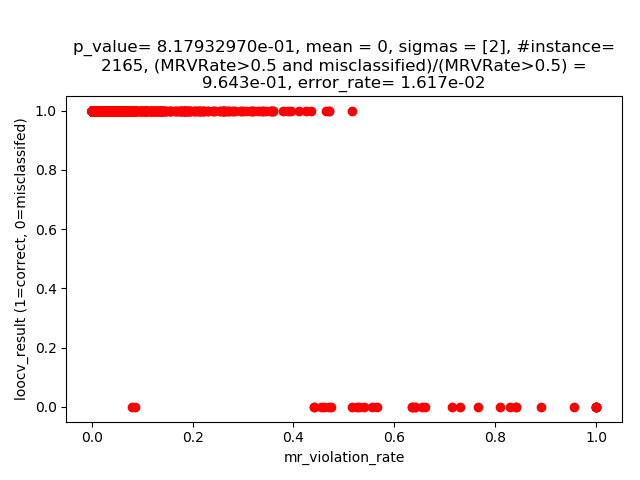 p_value= 8.17932970e-01, mean = 0, sigmas = [2], #instance=
2165, (MRVRate>0.5 and misclassified)/(MRVRate>0.5) =
9.643e-01, error_rate= 1.617e-02
loocv_result (1=correct, 0=misclassifed)
1.0
0.8
0.6
0.4
0.2
0.0
0.0 0.2 0.4 0.6 0.8 1.0
mr_violation_rate